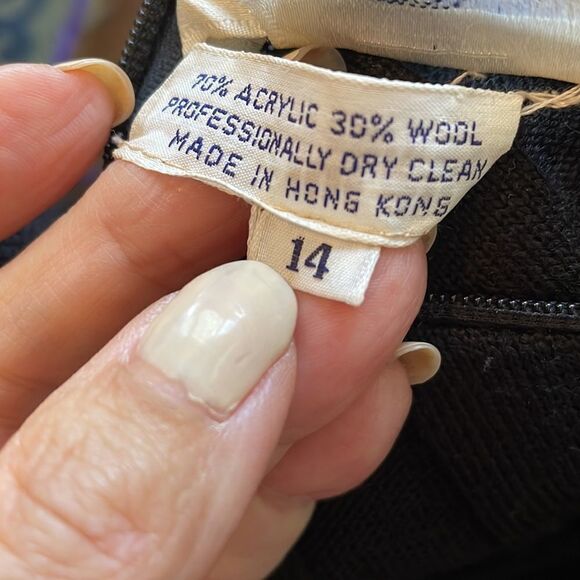 70% ACRYLIC 30% WOOL
PROFESSIONALLY DRY CLEAN
MADE IN HONG KONG
14